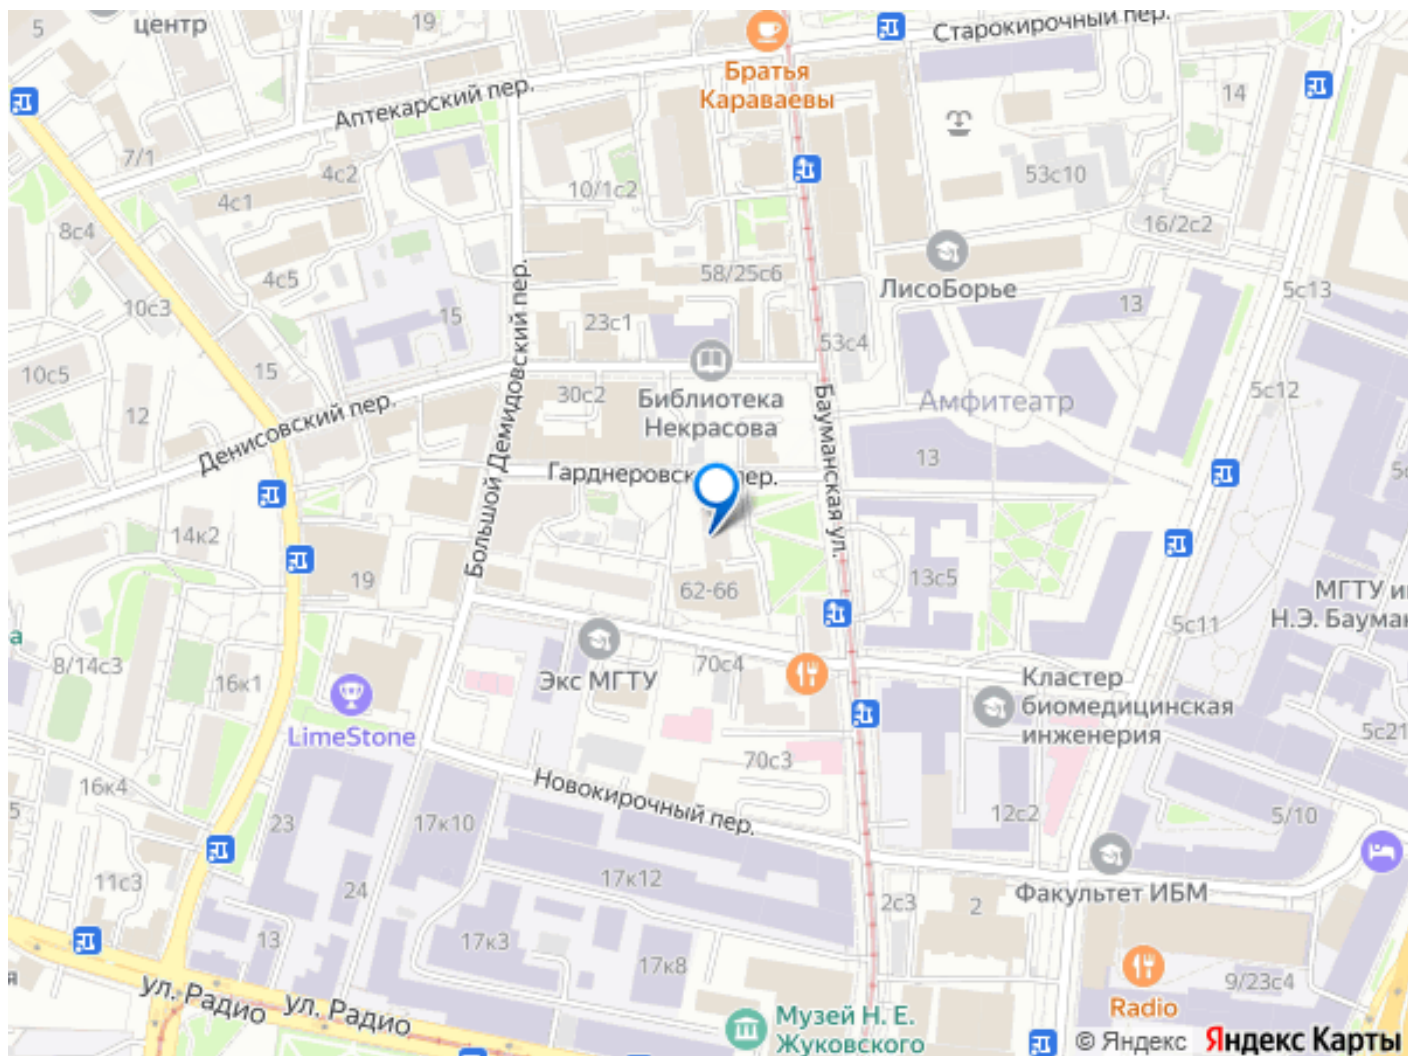 5
центр
19
Братья
Караваевы
Старокирочный пер.
Аптекарский пер.
14
7/1
4с2
4с1
10/1с2
53с10
16/2с2
8с4
4с5
58/25с6
ЛисоБорье
5с13
10с3
15
23с1
53с4
13
Большой Демидовский пер.
10с5
15
12
30с2
Библиотека
Некрасова
Амфитеатр
5с12
Денисовский пер.
Бауманская ул.
13
Гарднеровск
пер.
14к2
19
62-66
13с5
МГТУ и
Н.Э. Баума
5с11
а
8/14с3
16к1
Экс МГТУ
70с4
Кластер
биомедицинская
инженерия
LimeStone
5с21
70с3
16к4
Новокирочный пер.
23
17к10
12с2
5/10
5
11с3
24
17к12
Факультет ИБМ
2с3
2
13
17к3
17к8
9/23с4
я
ул. Радио
ул. Радио
Radio
Музей Н. Е.
Жуковского
© Яндекс Яндекс Карты